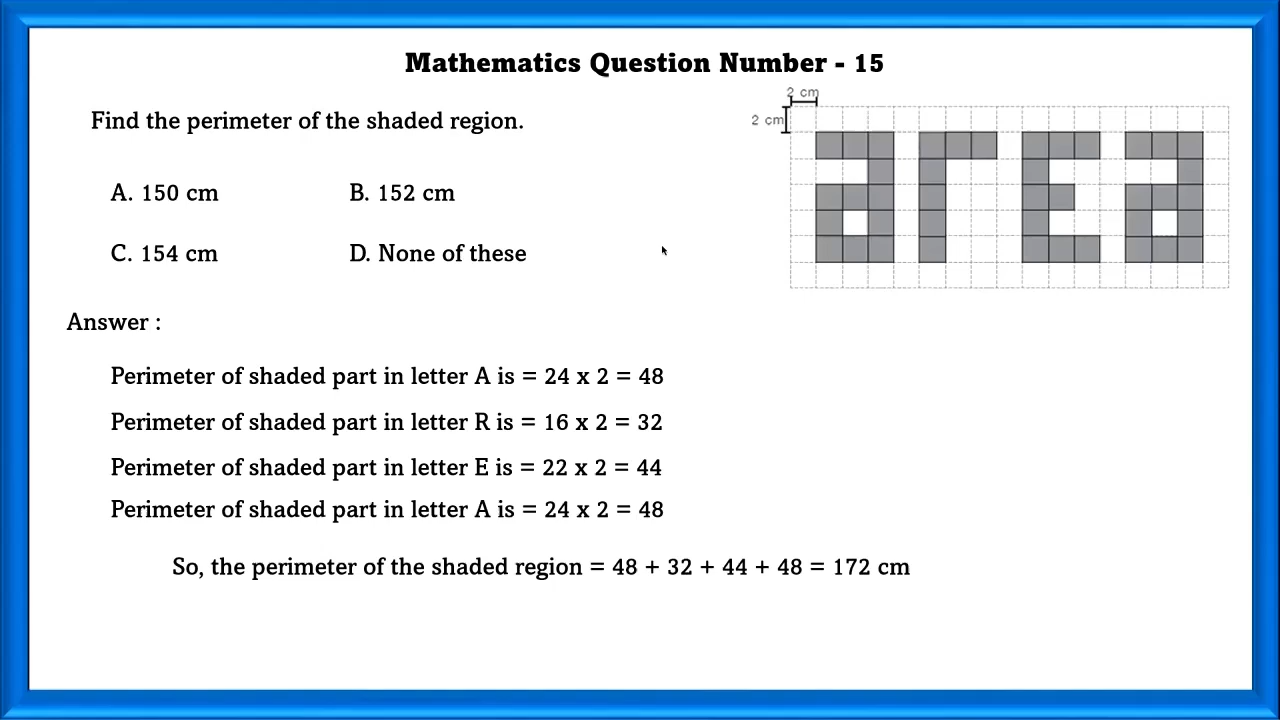 Mathematics Question Number - 15
2 cm
2 cm
Find the perimeter of the shaded region.
A. 150 cm B. 152 cm
C. 154 cm D. None of these
Answer :
Perimeter of shaded part in letter A is = 24 x 2 = 48
Perimeter of shaded part in letter R is = 16 x 2 = 32
Perimeter of shaded part in letter E is = 22 x 2 = 44
Perimeter of shaded part in letter A is = 24 x 2 = 48
So, the perimeter of the shaded region = 48 + 32 + 44 + 48 = 172 cm